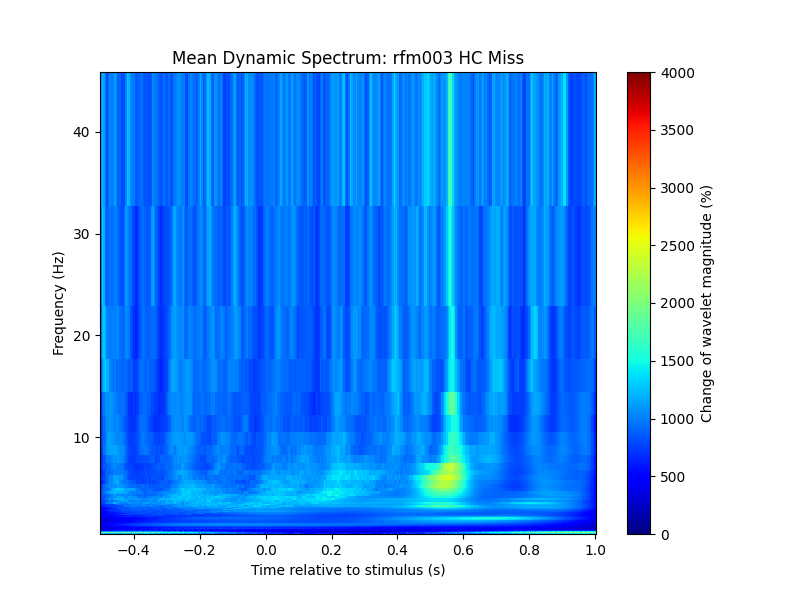 Mean Dynamic Spectrum: rfm003 HC Miss
Frequency (Hz)
40
30
20
10
−0.4 −0.2 0.0 0.2 0.4 0.6 0.8 1.0
Time relative to stimulus (s)
4000
3500
3000
2500
2000
1500
1000
500
0
Change of wavelet magnitude (%)